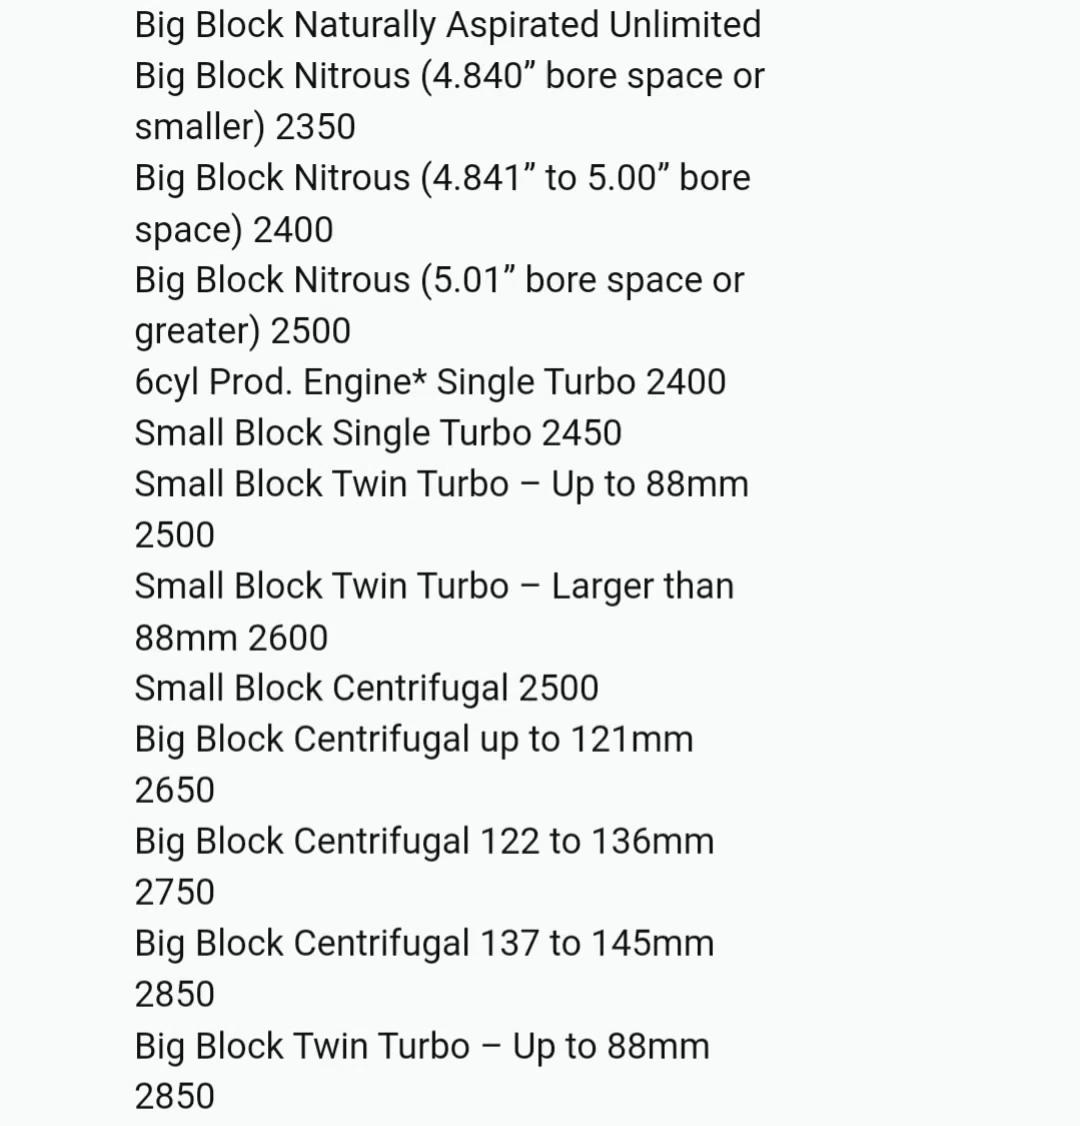 Big Block Naturally Aspirated Unlimited
Big Block Nitrous (4.840” bore space or
smaller) 2350
Big Block Nitrous (4.841” to 5.00” bore
space) 2400
Big Block Nitrous (5.01” bore space or
greater) 2500
6cyl Prod. Engine* Single Turbo 2400
Small Block Single Turbo 2450
Small Block Twin Turbo – Up to 88mm
2500
Small Block Twin Turbo – Larger than
88mm 2600
Small Block Centrifugal 2500
Big Block Centrifugal up to 121mm
2650
Big Block Centrifugal 122 to 136mm
2750
Big Block Centrifugal 137 to 145mm
2850
Big Block Twin Turbo – Up to 88mm
2850